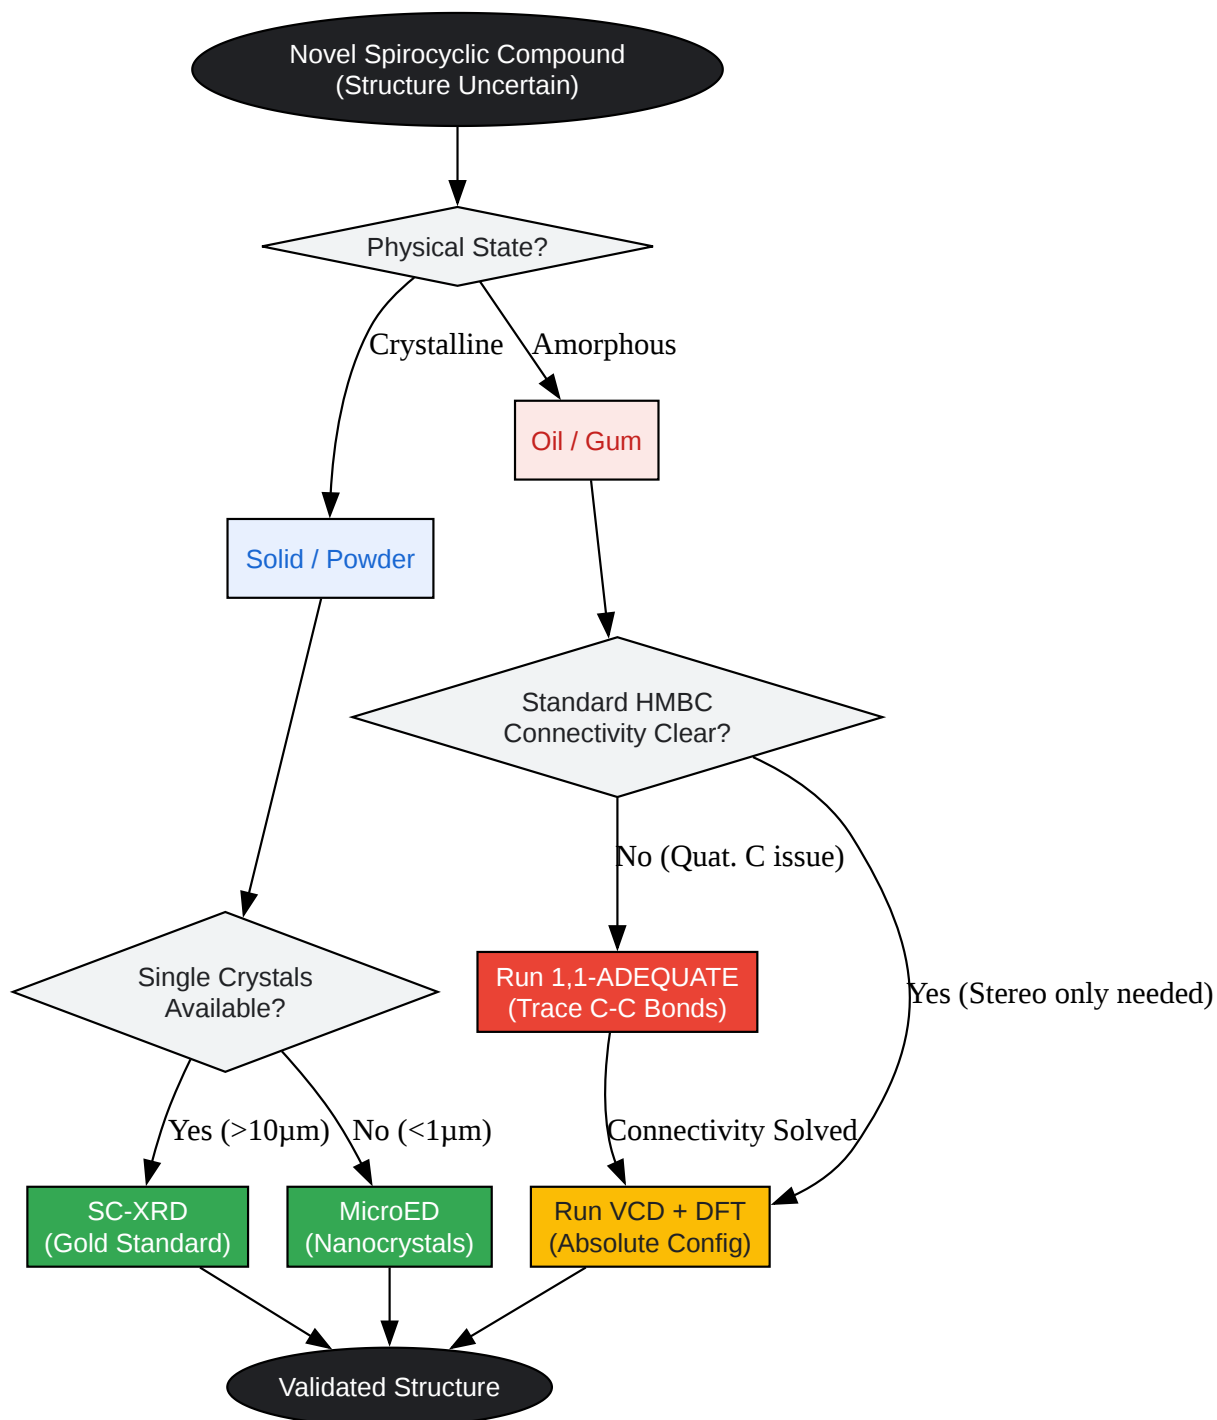 Novel Spirocyclic Compound
(Structure Uncertain)
Physical State?
Crystalline
Amorphous
Oil / Gum
Solid / Powder
Standard HMBC
Connectivity Clear?
No (Quat. C issue)
Single Crystals
Available?
Run 1,1-ADEQUATE
(Trace C-C Bonds)
Yes (Stereo only needed)
Yes (>10µm)
No (<1µm)
Connectivity Solved
SC-XRD
(Gold Standard)
MicroED
(Nanocrystals)
Run VCD + DFT
(Absolute Config)
Validated Structure